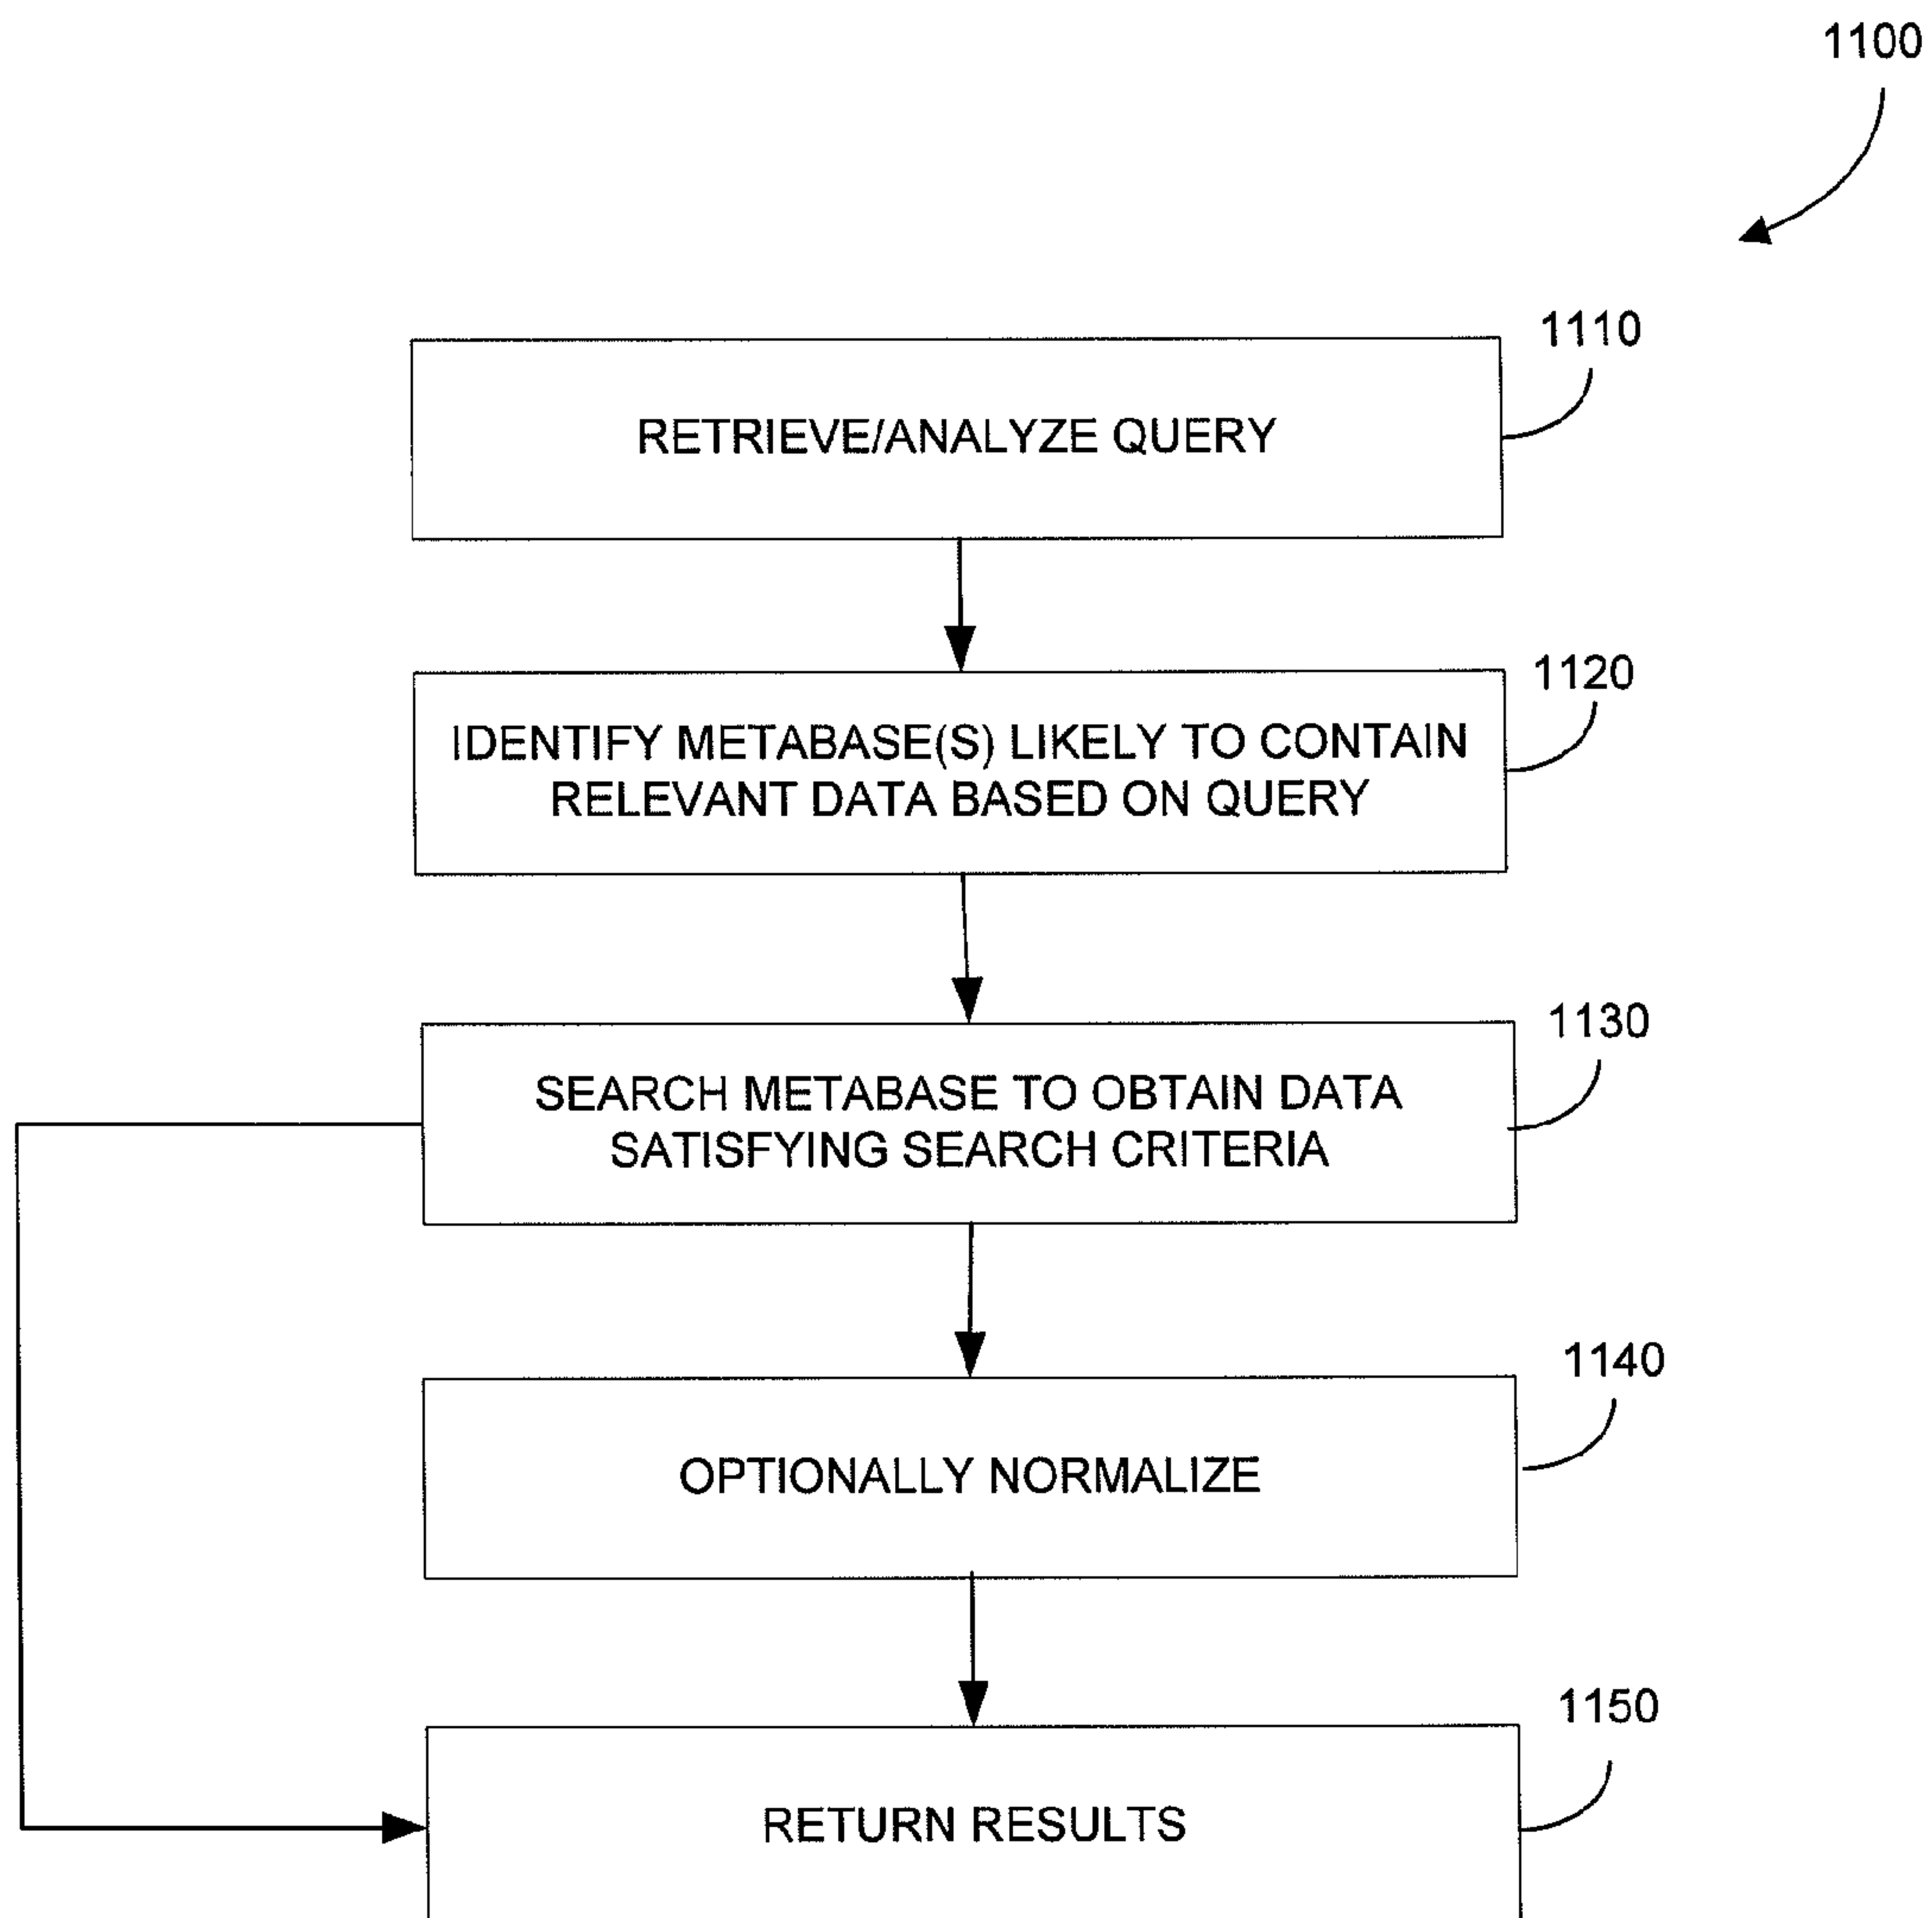 1100
1110
RETRIEVE/ANALYZE QUERY
1120
IDENTIFY METABASE(S) LIKELY TO CONTAIN
RELEVANT DATA BASED ON QUERY
1130
SEARCH METABASE TO OBTAIN DATA
SATISFYING SEARCH CRITERIA
1140
OPTIONALLY NORMALIZE
1150
RETURN RESULTS